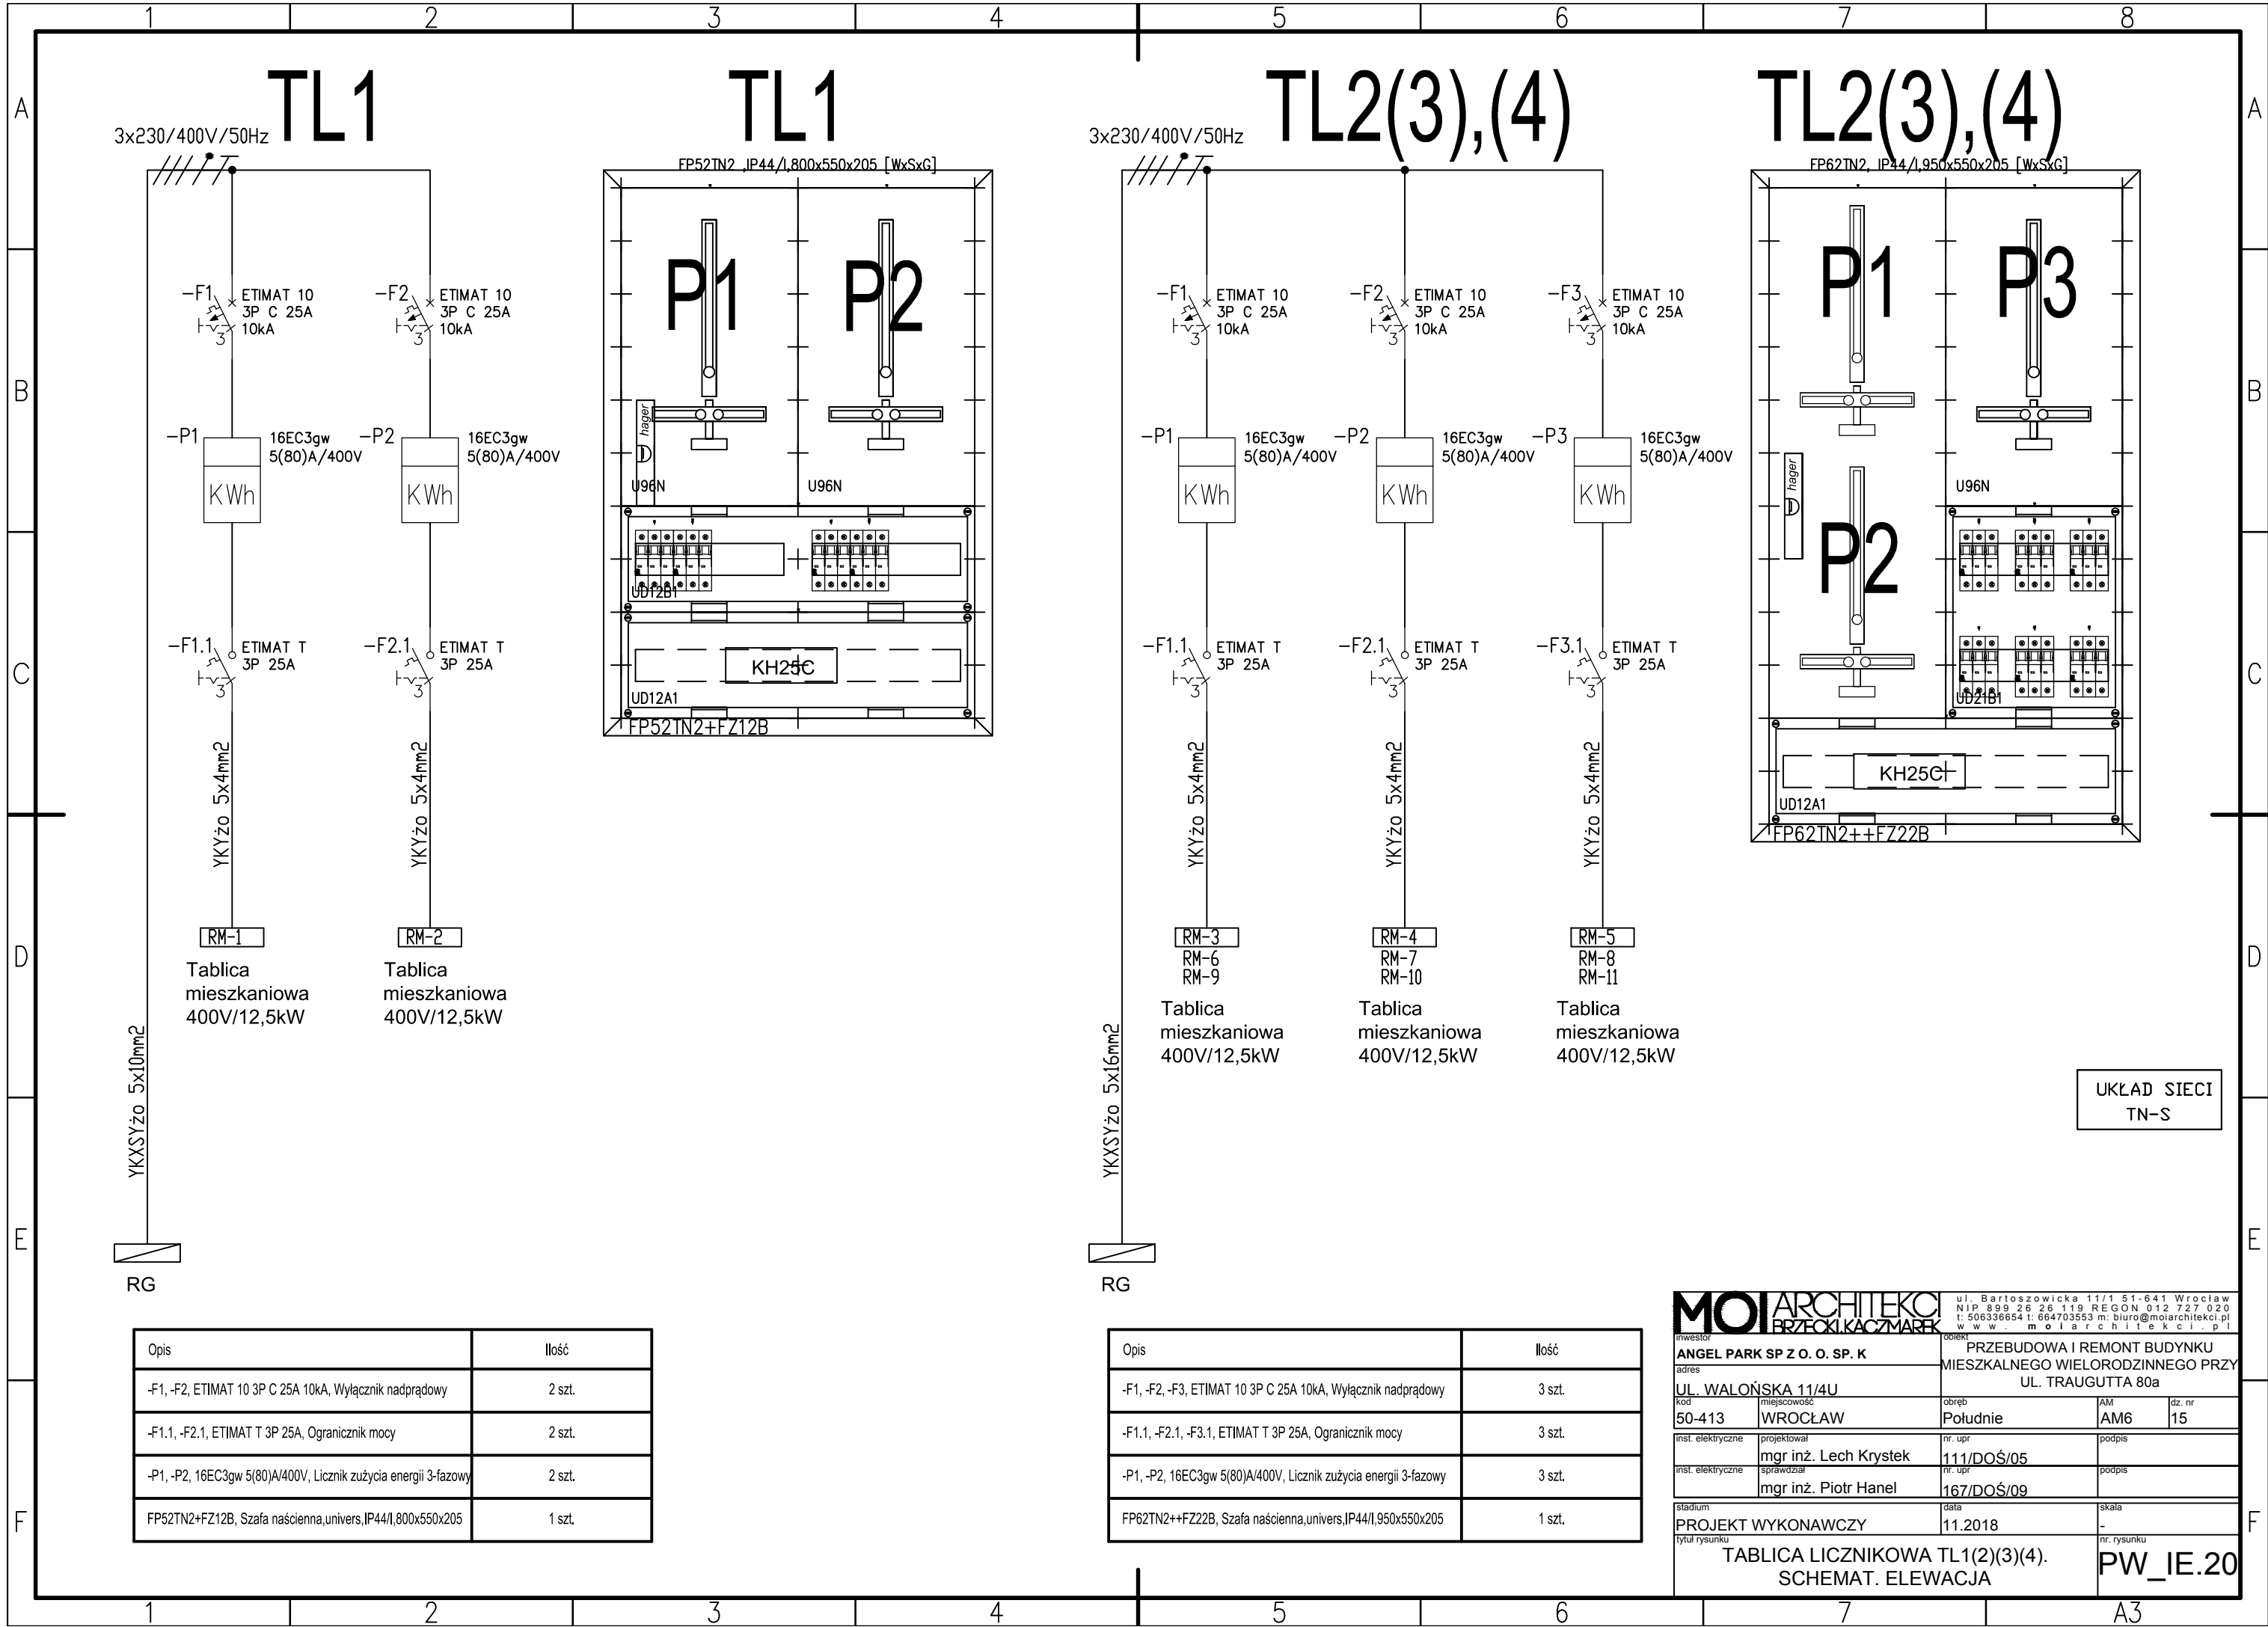 1 2 3 4 5 6 7 8
A
B
C
D
E
F
A
B
C
D
E
F
TL1
3x230/400V/50Hz
-F1
ETIMAT 10
3P C 25A
10kA
3
-F2
ETIMAT 10
3P C 25A
10kA
3
-P1
16EC3gw
5(80)A/400V
KWh
-P2
16EC3gw
5(80)A/400V
KWh
-F1.1
ETIMAT T
3P 25A
3
-F2.1
ETIMAT T
3P 25A
3
YKYżo 5x4mm2
YKYżo 5x4mm2
RM-1
Tablica
mieszkaniowa
400V/12,5kW
RM-2
Tablica
mieszkaniowa
400V/12,5kW
YKXSYżo 5x10mm2
RG
TL1
FP52TN2 ,IP44/I,800x550x205 [WxSxG]
P1
P2
hager
U96N
U96N
UD12B1
KH25C
UD12A1
FP52TN2+FZ12B
TL2(3),(4)
3x230/400V/50Hz
-F1
ETIMAT 10
3P C 25A
10kA
3
-F2
ETIMAT 10
3P C 25A
10kA
3
-F3
ETIMAT 10
3P C 25A
10kA
3
-P1
16EC3gw
5(80)A/400V
KWh
-P2
16EC3gw
5(80)A/400V
KWh
-P3
16EC3gw
5(80)A/400V
KWh
-F1.1
ETIMAT T
3P 25A
3
-F2.1
ETIMAT T
3P 25A
3
-F3.1
ETIMAT T
3P 25A
3
YKYżo 5x4mm2
YKYżo 5x4mm2
YKYżo 5x4mm2
RM-3
RM-6
RM-9
Tablica
mieszkaniowa
400V/12,5kW
RM-4
RM-7
RM-10
Tablica
mieszkaniowa
400V/12,5kW
RM-5
RM-8
RM-11
Tablica
mieszkaniowa
400V/12,5kW
YKXSYżo 5x16mm2
RG
TL2(3),(4)
FP62TN2, IP44/I,950x550x205 [WxSxG]
P1
P3
hager
P2
U96N
UD21B1
KH25C
UD12A1
FP62TN2++FZ22B
UKŁAD SIECI
TN-S
Opis Ilość
-F1, -F2, ETIMAT 10 3P C 25A 10kA, Wyłącznik nadprądowy 2 szt.
-F1.1, -F2.1, ETIMAT T 3P 25A, Ogranicznik mocy 2 szt.
-P1, -P2, 16EC3gw 5(80)A/400V, Licznik zużycia energii 3-fazowy 2 szt.
FP52TN2+FZ12B, Szafa naścienna,univers,IP44/I,800x550x205 1 szt.
Opis Ilość
-F1, -F2, -F3, ETIMAT 10 3P C 25A 10kA, Wyłącznik nadprądowy 3 szt.
-F1.1, -F2.1, -F3.1, ETIMAT T 3P 25A, Ogranicznik mocy 3 szt.
-P1, -P2, 16EC3gw 5(80)A/400V, Licznik zużycia energii 3-fazowy 3 szt.
FP62TN2++FZ22B, Szafa naścienna,univers,IP44/I,950x550x205 1 szt.
MOI ARCHITEKCI
BRZECKI.KACZMAREK
ul. Bartoszowicka 11/1 51-641 Wrocław
NIP 899 26 26 119 REGON 012 727 020
t: 506336654 t: 664703553 m: biuro@moiarchitekci.pl
www.moiarchitekci.pl
inwestor
ANGEL PARK SP Z O. O. SP. K
obiekt
PRZEBUDOWA I REMONT BUDYNKU
MIESZKALNEGO WIELORODZINNEGO PRZY
UL. TRAUGUTTA 80a
adres
UL. WALOŃSKA 11/4U
kod miejscowość obręb AM dz. nr
50-413 WROCŁAW Południe AM6 15
inst. elektryczne projektował nr. upr podpis
mgr inż. Lech Krystek 111/DOŚ/05
inst. elektryczne sprawdział nr. upr podpis
mgr inż. Piotr Hanel 167/DOŚ/09
stadium data skala
PROJEKT WYKONAWCZY 11.2018 -
tytuł rysunku nr. rysunku
TABLICA LICZNIKOWA TL1(2)(3)(4).
SCHEMAT. ELEWACJA
PW_IE.20
1 2 3 4 5 6 7 A3